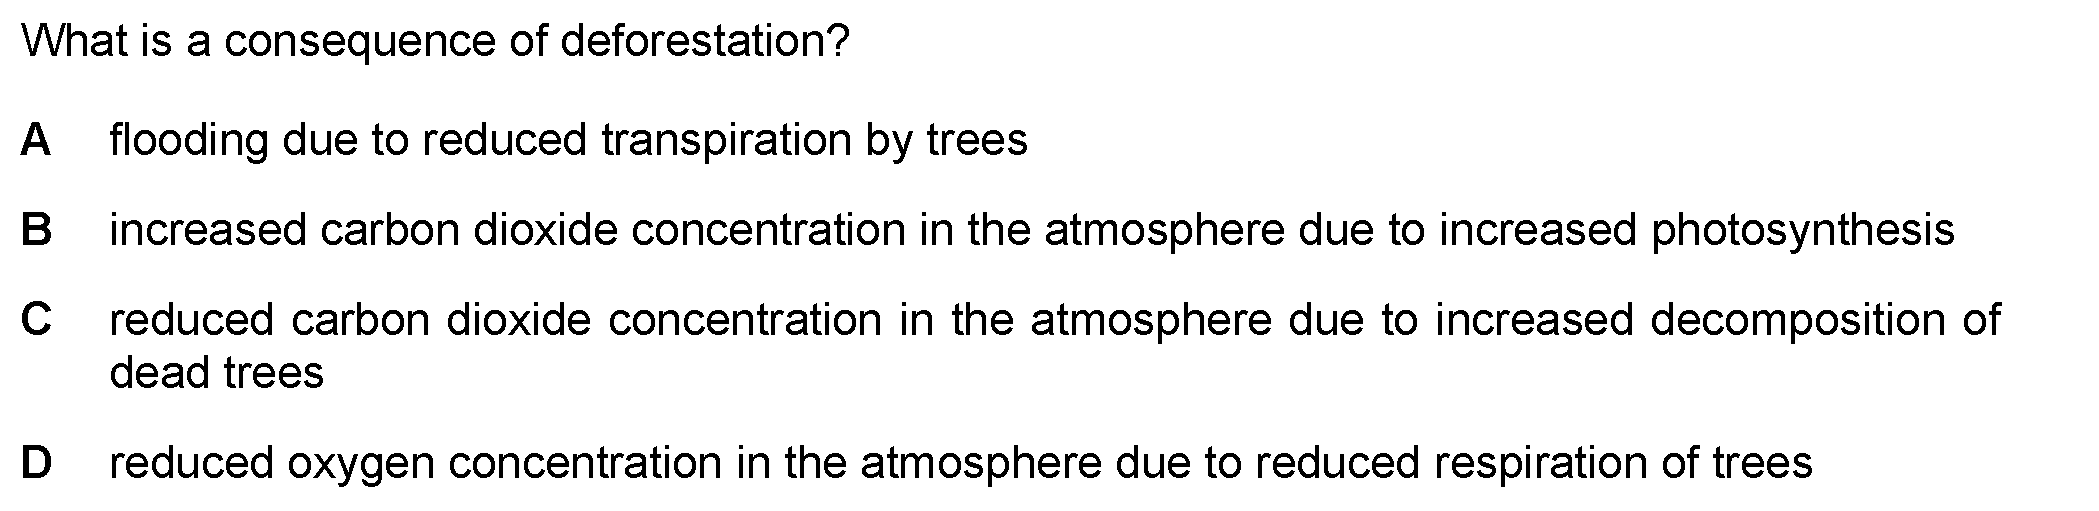 What is a consequence of deforestation?
A flooding due to reduced transpiration by trees
B increased carbon dioxide concentration in the atmosphere due to increased photosynthesis
C reduced carbon dioxide concentration in the atmosphere due to increased decomposition of
dead trees
D reduced oxygen concentration in the atmosphere due to reduced respiration of trees